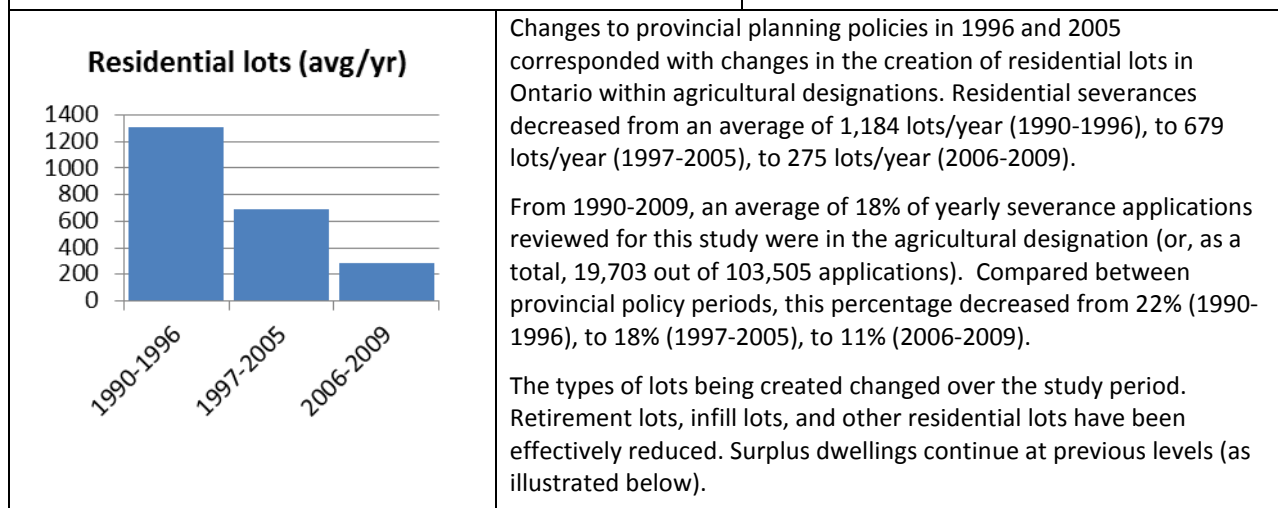 Residential lots (avg/yr)
1400
1200
1000
800
600
400
200
0
1990-1996
1997-2005
2006-2009
Changes to provincial planning policies in 1996 and 2005
corresponded with changes in the creation of residential lots in
Ontario within agricultural designations. Residential severances
decreased from an average of 1,184 lots/year (1990-1996), to 679
lots/year (1997-2005), to 275 lots/year (2006-2009).
From 1990-2009, an average of 18% of yearly severance applications
reviewed for this study were in the agricultural designation (or, as a
total, 19,703 out of 103,505 applications).  Compared between
provincial policy periods, this percentage decreased from 22% (1990-
1996), to 18% (1997-2005), to 11% (2006-2009).
The types of lots being created changed over the study period.
Retirement lots, infill lots, and other residential lots have been
effectively reduced. Surplus dwellings continue at previous levels (as
illustrated below).